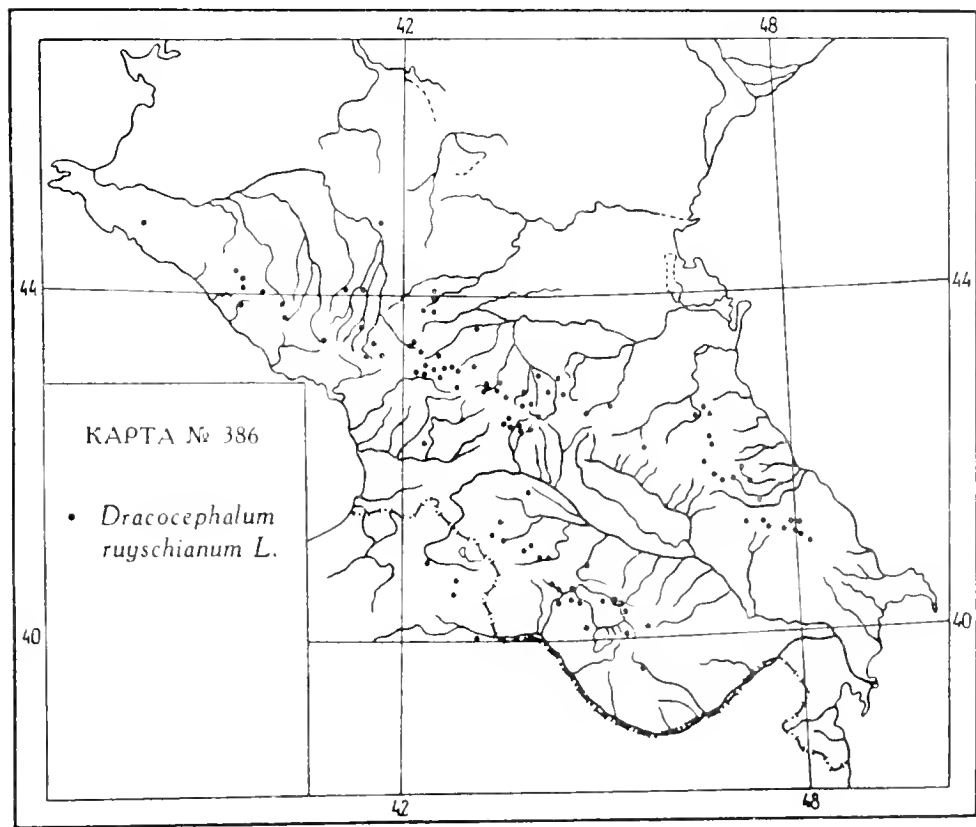 42 48
44 44
КАРТА № 386
• Dracocephalum
ruyschianum L.
40 40
42 48